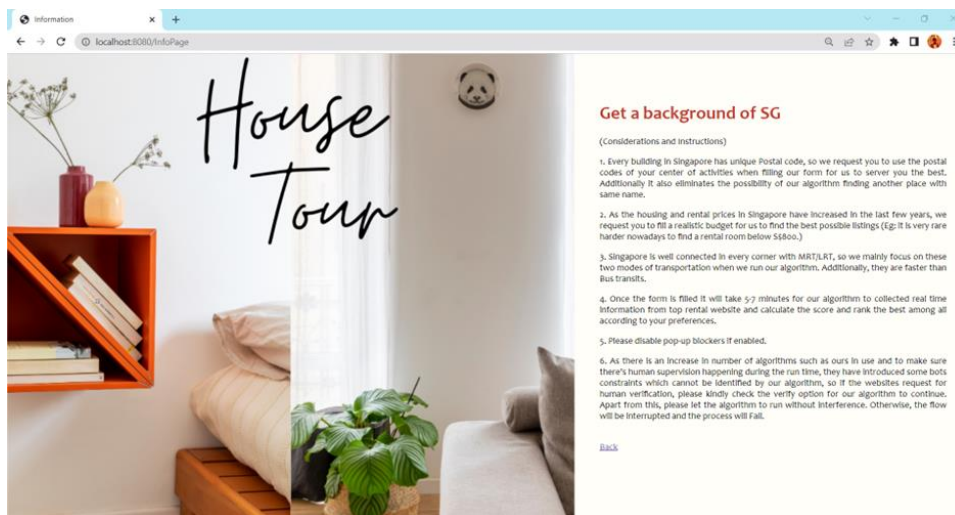 Information
localhost:8080/InfoPage
House
Tour
Get a background of SG
(Considerations and Instructions)
1. Every building in Singapore has unique Postal code, so we request you to use the postal
codes of your center of activities when filling our form for us to server you the best.
Additionally it also eliminates the possibility of our algorithm finding another place with
same name.
2. As the housing and rental prices in Singapore have increased in the last few years, we
request you to fill a realistic budget for us to find the best possible listings (Eg: it is very rare
harder nowadays to find a rental room below S$800.)
3. Singapore is well connected in every corner with MRT/LRT, so we mainly focus on these
two modes of transportation when we run our algorithm. Additionally, they are faster than
Bus transits.
4. Once the form is filled it will take 5-7 minutes for our algorithm to collected real time
information from top rental website and calculate the score and rank the best among all
according to your preferences.
5. Please disable pop-up blockers if enabled.
6. As there is an increase in number of algorithms such as ours in use and to make sure
there's human supervision happening during the run time, they have introduced some bots
constraints which cannot be identified by our algorithm, so if the websites request for
human verification, please kindly check the verify option for our algorithm to continue.
Apart from this, please let the algorithm to run without interference. Otherwise, the flow
will be interrupted and the process will Fail.
Back